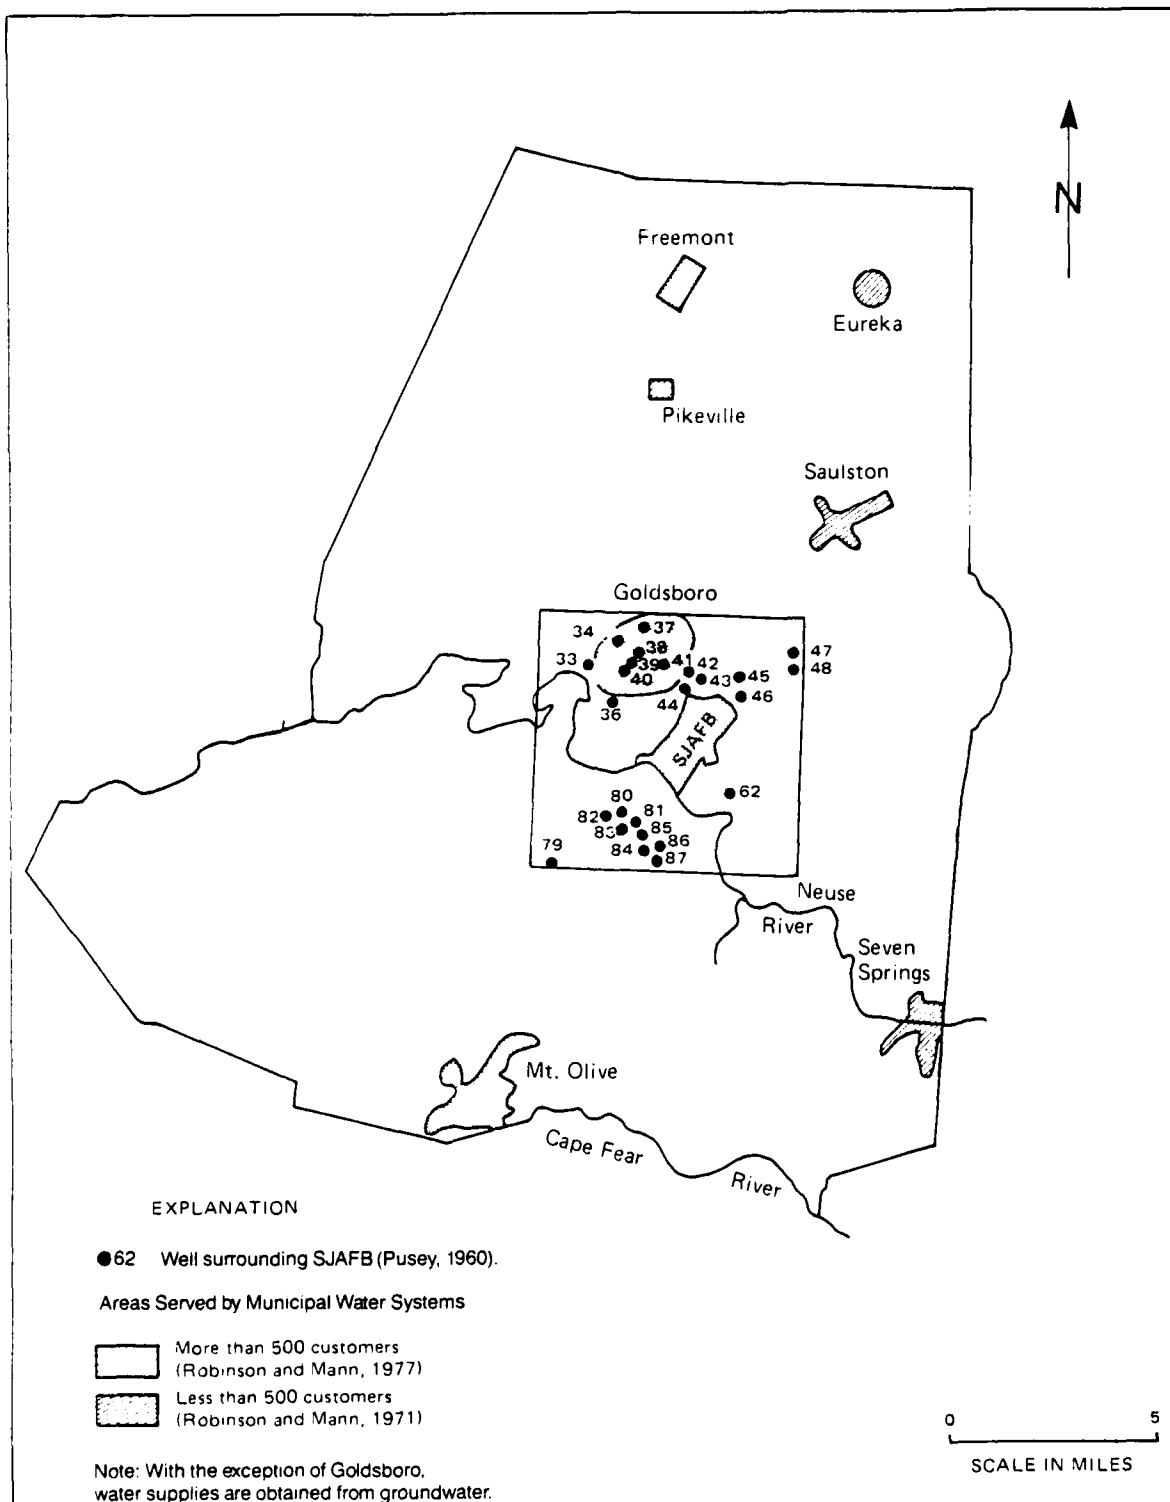 N
Freemont
Eureka
Pikeville
Saulston
Goldsboro
37
34
38
47
33
39
41
42
48
40
43
45
44
46
36
SJAFB
62
80
82
81
83
85
86
79
84
87
Neuse
River
Seven
Springs
Mt. Olive
Cape Fear
River
EXPLANATION
62 Well surrounding SJAFB (Pusey, 1960).
Areas Served by Municipal Water Systems
More than 500 customers
(Robinson and Mann, 1977)
Less than 500 customers
(Robinson and Mann, 1971)
0 5
SCALE IN MILES
Note: With the exception of Goldsboro,
water supplies are obtained from groundwater.